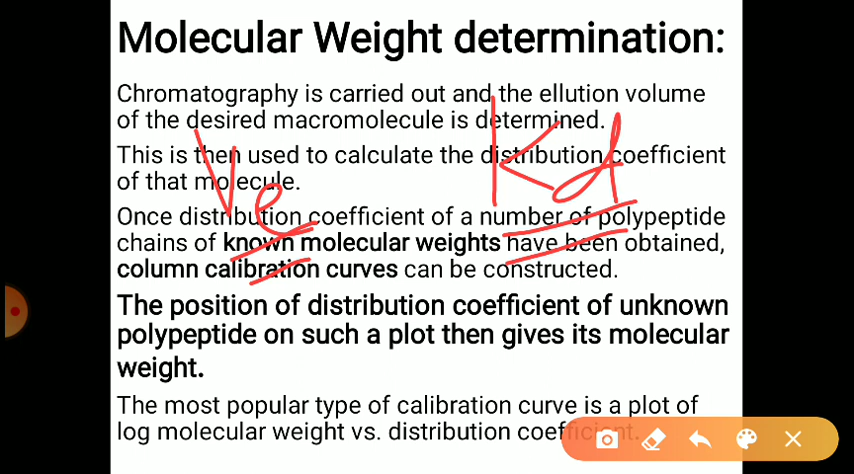 Molecular Weight determination:
Chromatography is carried out and the ellution volume
of the desired macromolecule is determined.
This is then used to calculate the distribution coefficient
of that molecule.
Once distribution coefficient of a number of polypeptide
chains of known molecular weights have been obtained,
column calibration curves can be constructed.
The position of distribution coefficient of unknown
polypeptide on such a plot then gives its molecular
weight.
The most popular type of calibration curve is a plot of
log molecular weight vs. distribution coefficient.
Ve
Kd